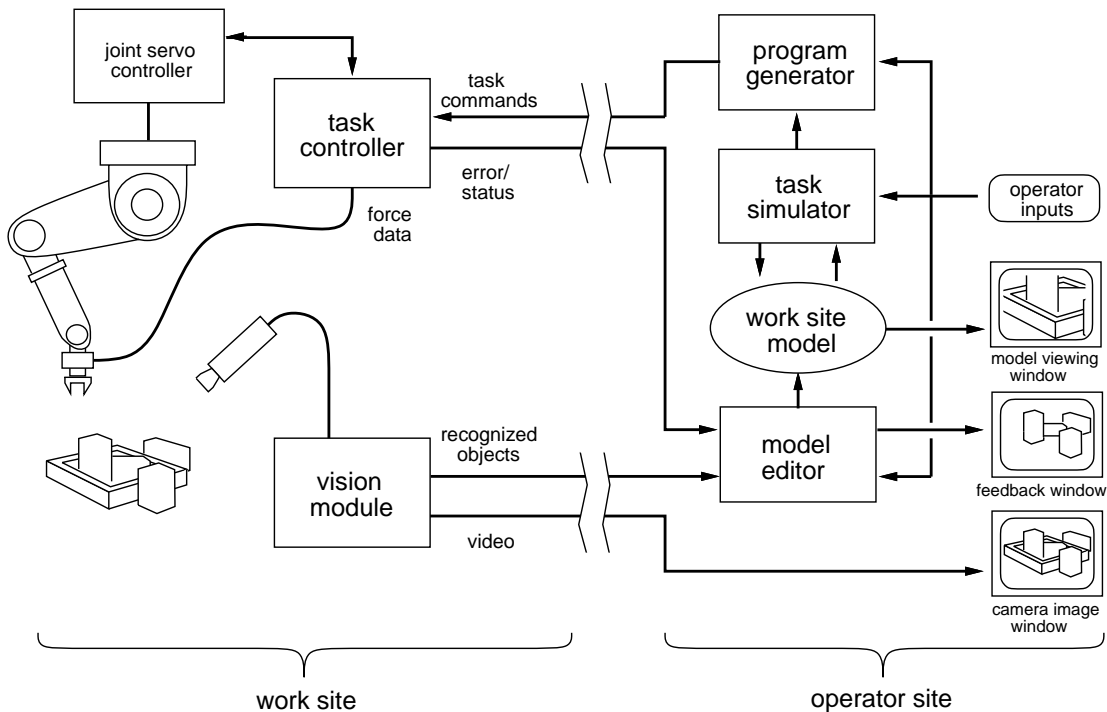 joint servo
controller
task
controller
task
commands
error/
status
force
data
program
generator
task
simulator
operator
inputs
work site
model
model viewing
window
recognized
objects
model
editor
feedback window
vision
module
video
camera image
window
work site
operator site